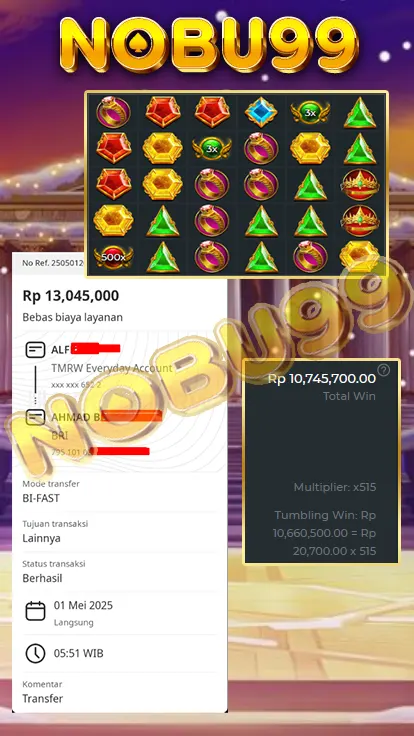 NOBU99
3x
3x
500x
No Ref. 2505012
Rp 13,045,000
Bebas biaya layanan
ALF
TMRW Everyday Account
xxx xxx 652 2
AHMAD B
BRI
NOBU99
Rp 10,745,700.00
Total Win
Multiplier: x515
Tumbling Win: Rp
10,660,500.00 = Rp
20,700.00 x 515
Mode transfer
BI-FAST
Tujuan transaksi
Lainnya
Status transaksi
Berhasil
01 Mei 2025
Langsung
05:51 WIB
Komentar
Transfer